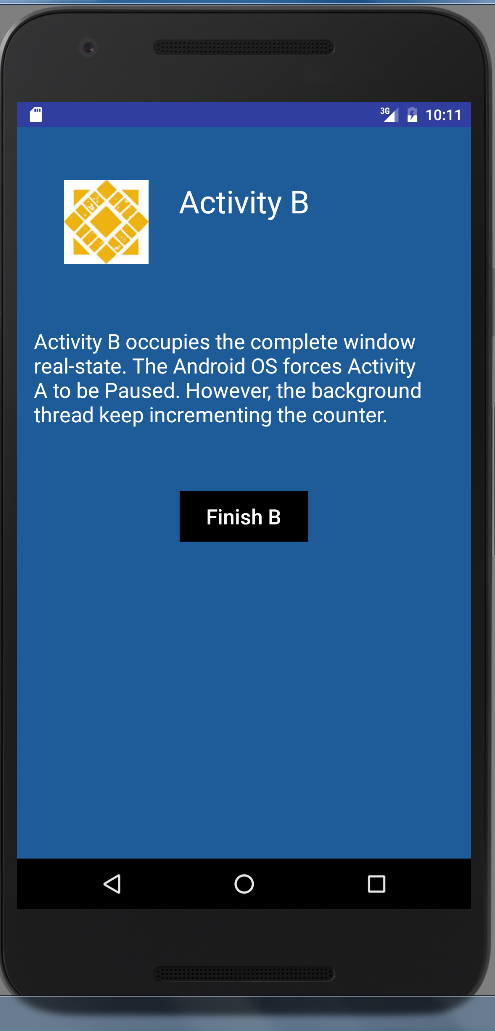 3G 10:11
Activity B
Activity B occupies the complete window
real-state. The Android OS forces Activity
A to be Paused. However, the background
thread keep incrementing the counter.
Finish B